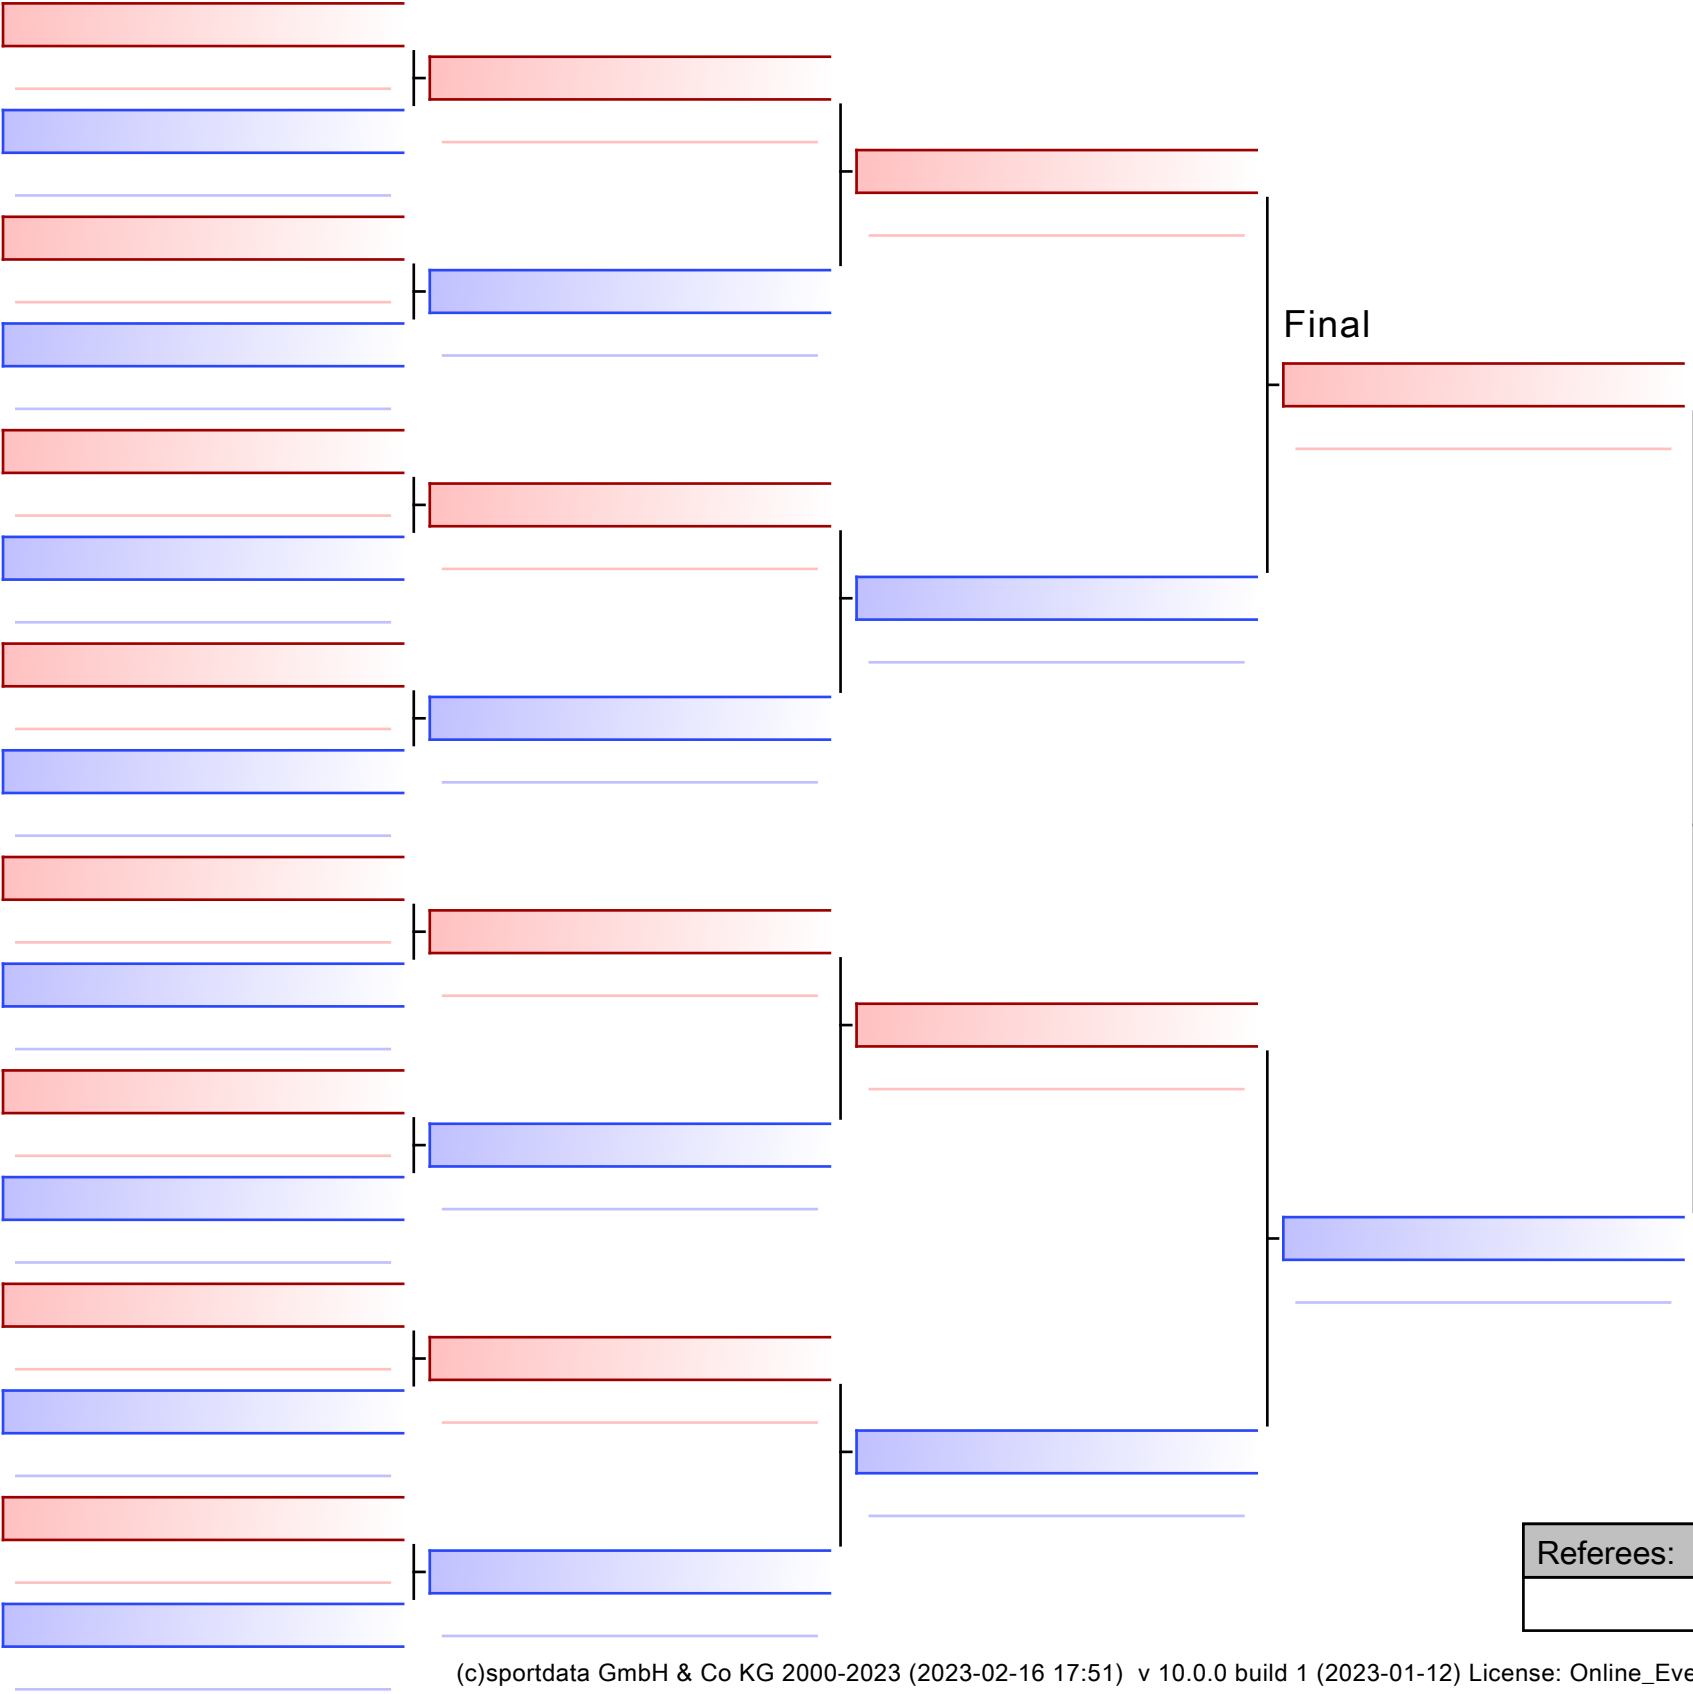 Final
Referees:
(c)sportdata GmbH & Co KG 2000-2023 (2023-02-16 17:51) v 10.0.0 build 1 (2023-01-12) License: Online_Eve